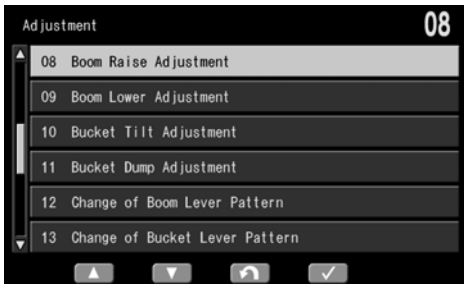 Adjustment 08
08 Boom Raise Adjustment
09 Boom Lower Adjustment
10 Bucket Tilt Adjustment
11 Bucket Dump Adjustment
12 Change of Boom Lever Pattern
13 Change of Bucket Lever Pattern